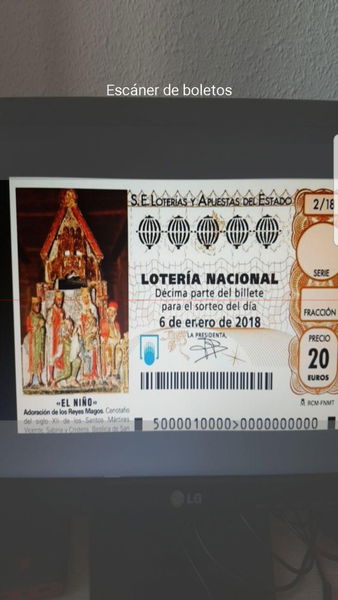 Escáner de boletos
S.E. LOTERÍAS Y APUESTAS DEL ESTADO
2/18
LOTERÍA NACIONAL
Décima parte del billete
para el sorteo del día
6 de enero de 2018
LA PRESIDENTA,
SERIE
FRACCIÓN
PRECIO
20
EUROS
RCM-FNMT
«EL NIÑO»
Adoración de los Reyes Magos. Cenotafio
del siglo XII de los Santos Mártires
Vicente, Sabina y Cristeta. Basílica de San
5000010000>0000000000
LG